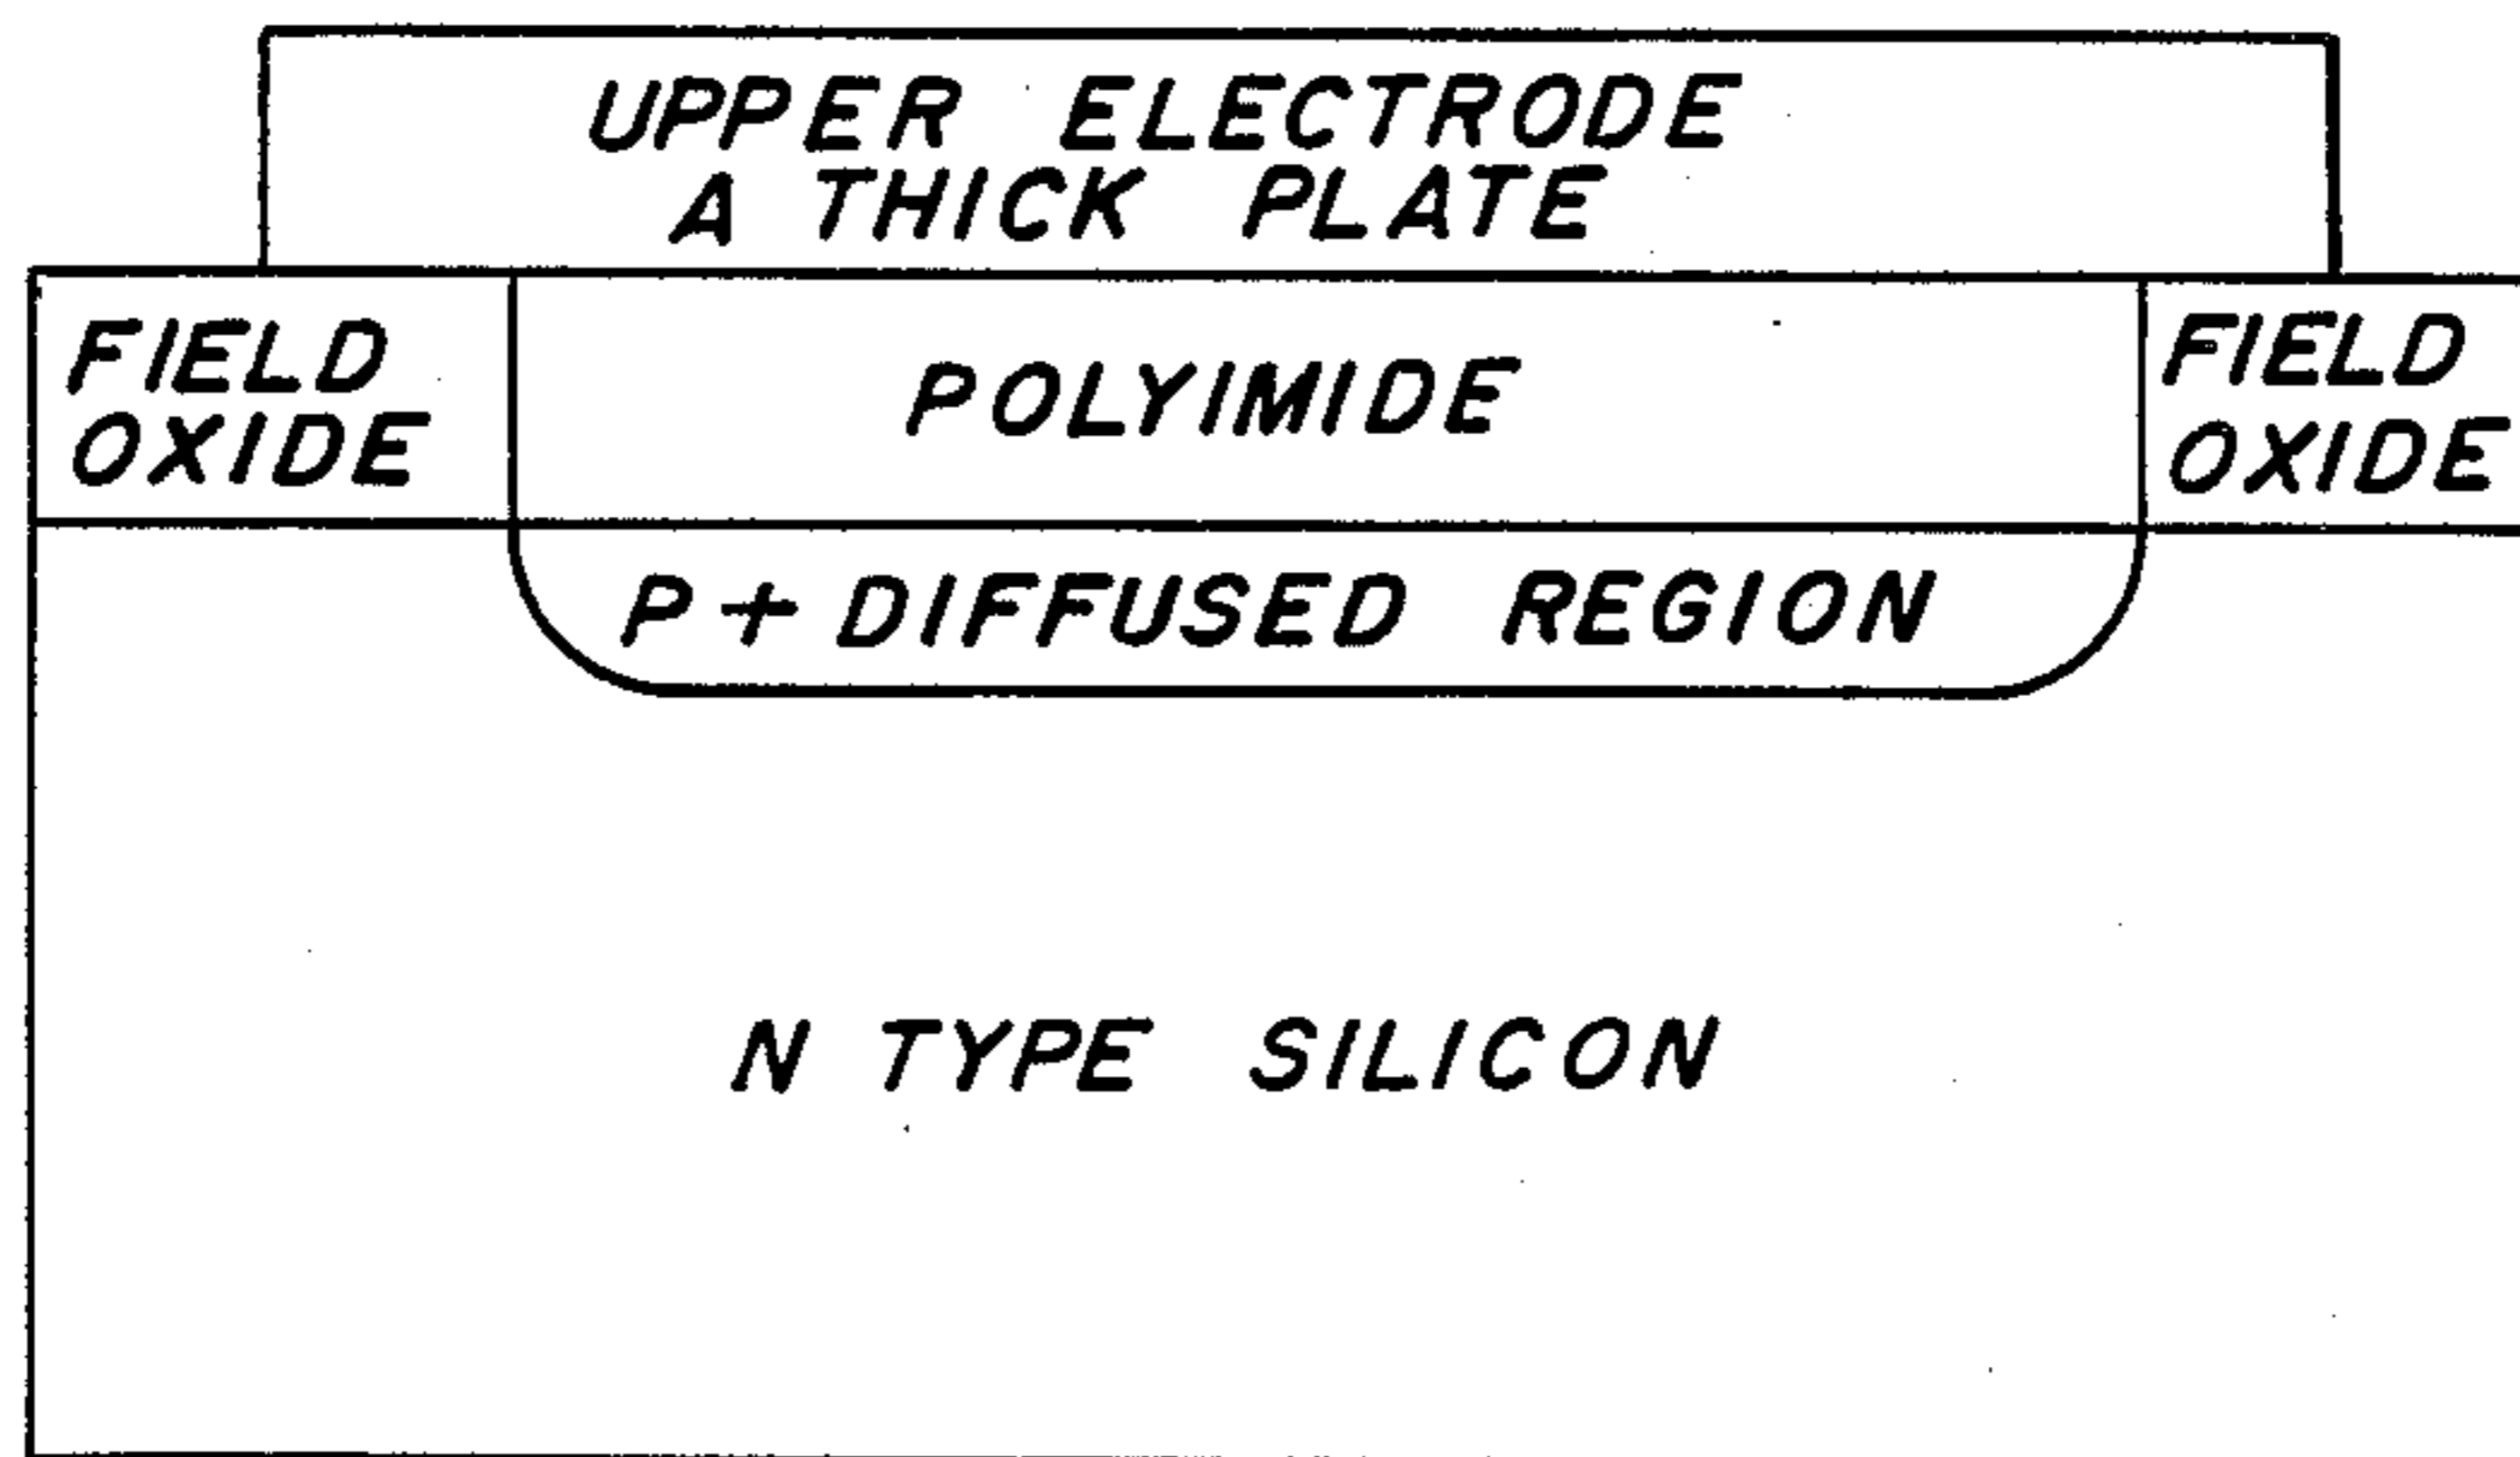 UPPER ELECTRODE
A THICK PLATE
FIELD
OXIDE
POLYIMIDE
FIELD
OXIDE
P+ DIFFUSED REGION
N TYPE SILICON